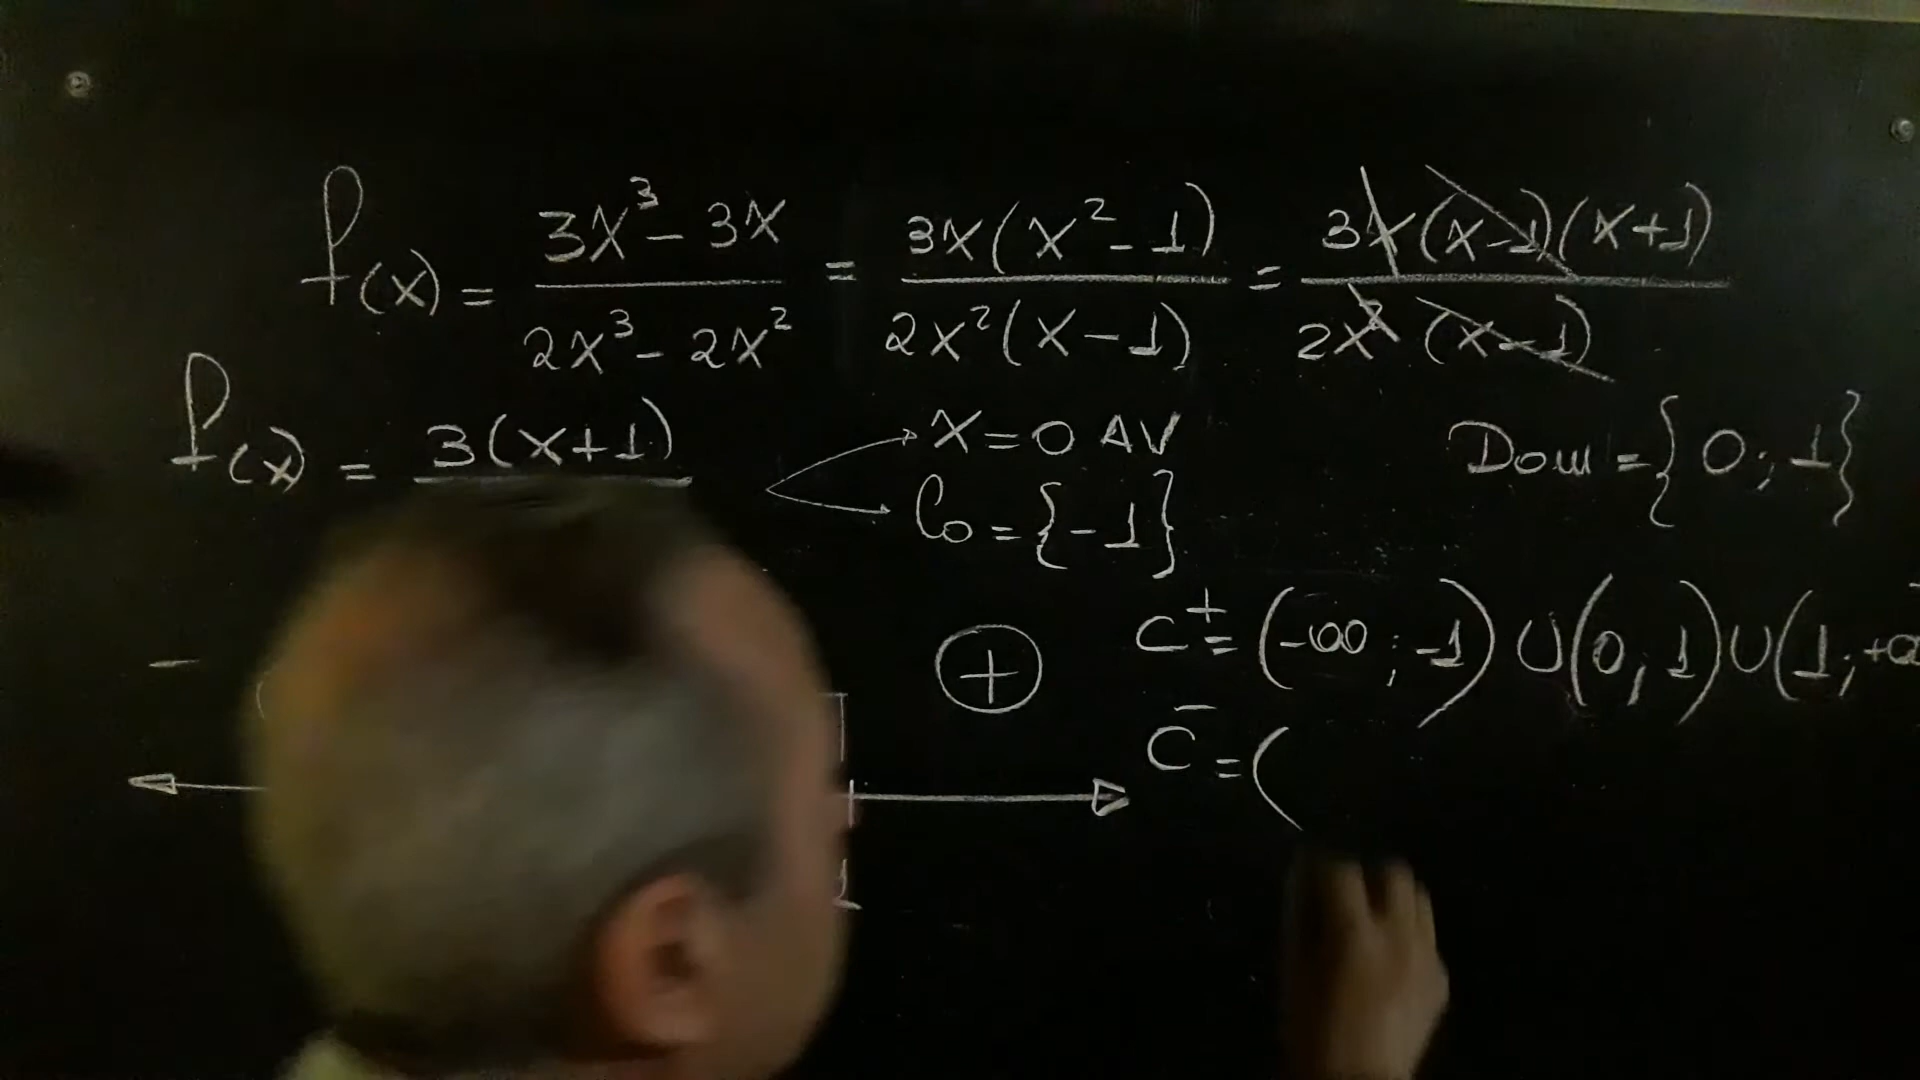 f(x) = (3x³ - 3x)/(2x³ - 2x²) = 3x(x² - 1)/(2x²(x - 1)) = 3x(x-1)(x+1)/(2x²(x-1))
f(x) = 3(x+1)
x = 0 AV
C₀ = {-1}
Dom = {0; 1}
C⁺ = (-∞; -1) ∪ (0, 1) ∪ (1; +∞
C⁻ = (
- +
1